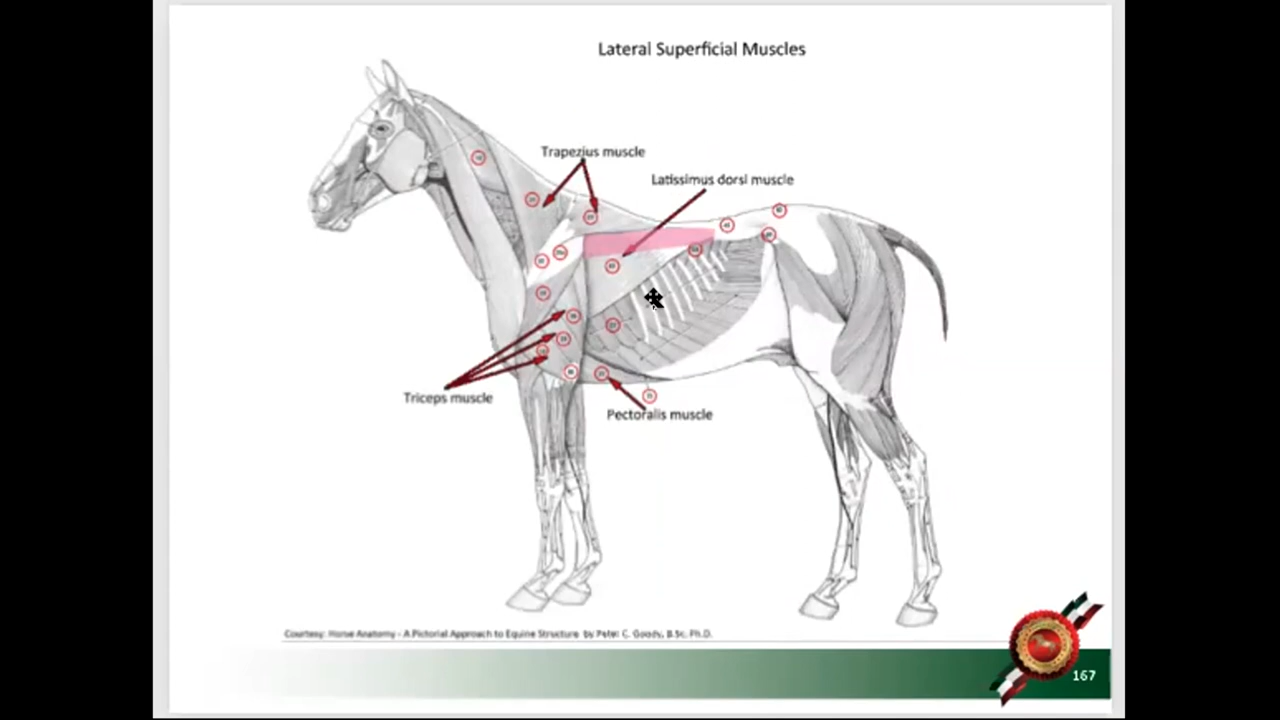 Lateral Superficial Muscles
Trapezius muscle
Latissimus dorsi muscle
Triceps muscle
Pectoralis muscle
Courtesy: Horse Anatomy - A Pictorial Approach to Equine Structure by Peter C. Goody, B.Sc. Ph.D.
167